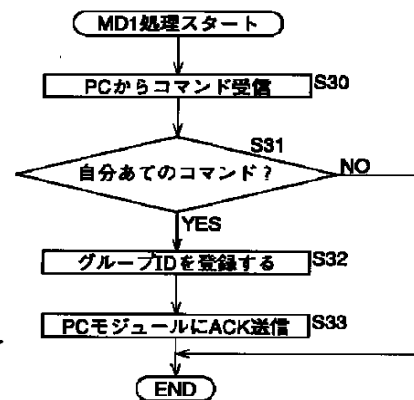 MD1処理スタート
PCからコマンド受信 S30
S31
自分あてのコマンド？ NO
YES
グループIDを登録する S32
PCモジュールにACK送信 S33
END